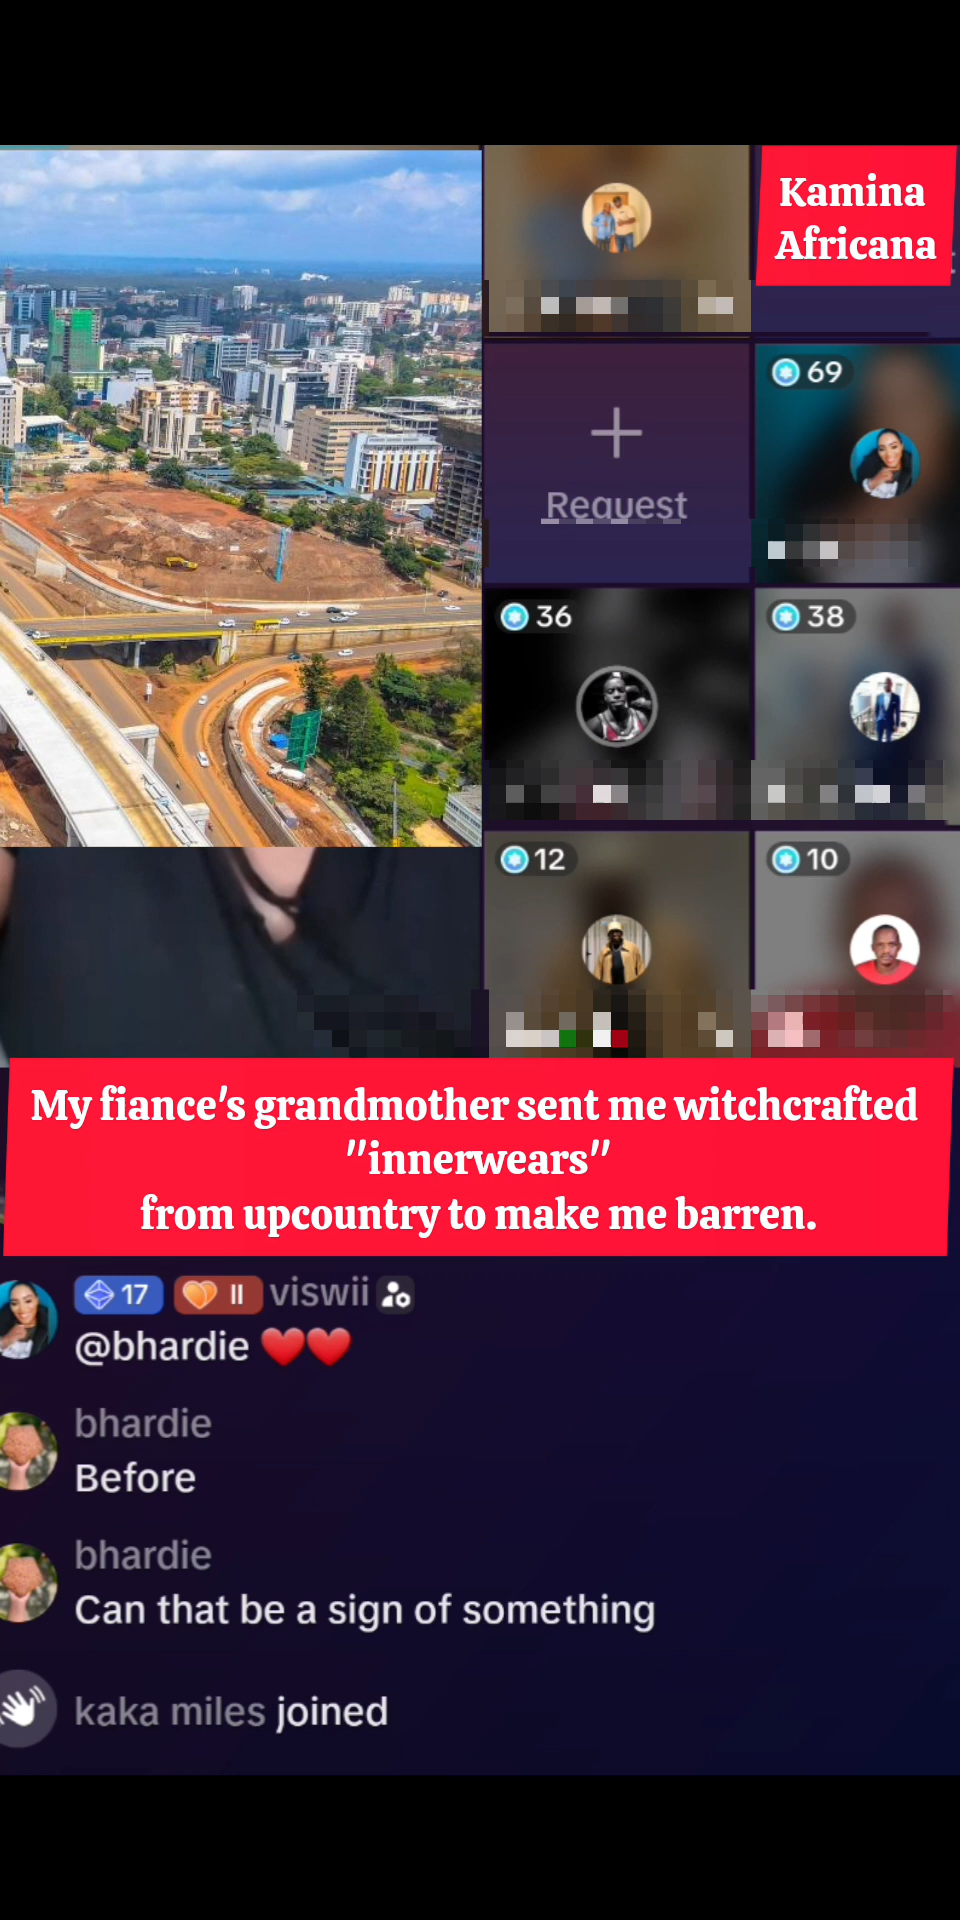 Kamina
Africana
69
Request
36
38
12
10
My fiance's grandmother sent me witchcrafted
"innerwears"
from upcountry to make me barren.
17 II viswii
@bhardie ❤️❤️
bhardie
Before
bhardie
Can that be a sign of something
kaka miles joined